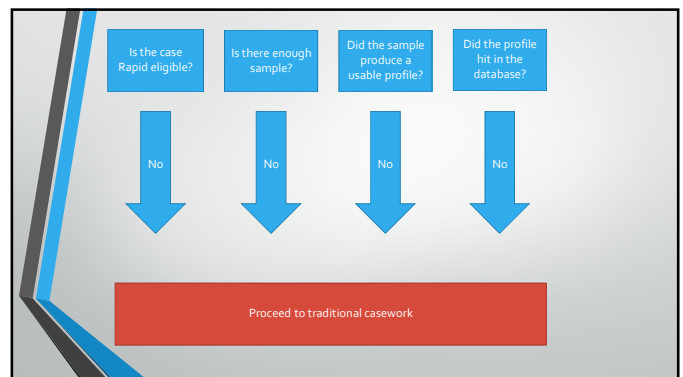 Is the case
Rapid eligible?
Is there enough
sample?
Did the sample
produce a
usable profile?
Did the profile
hit in the
database?
No
No
No
No
Proceed to traditional casework